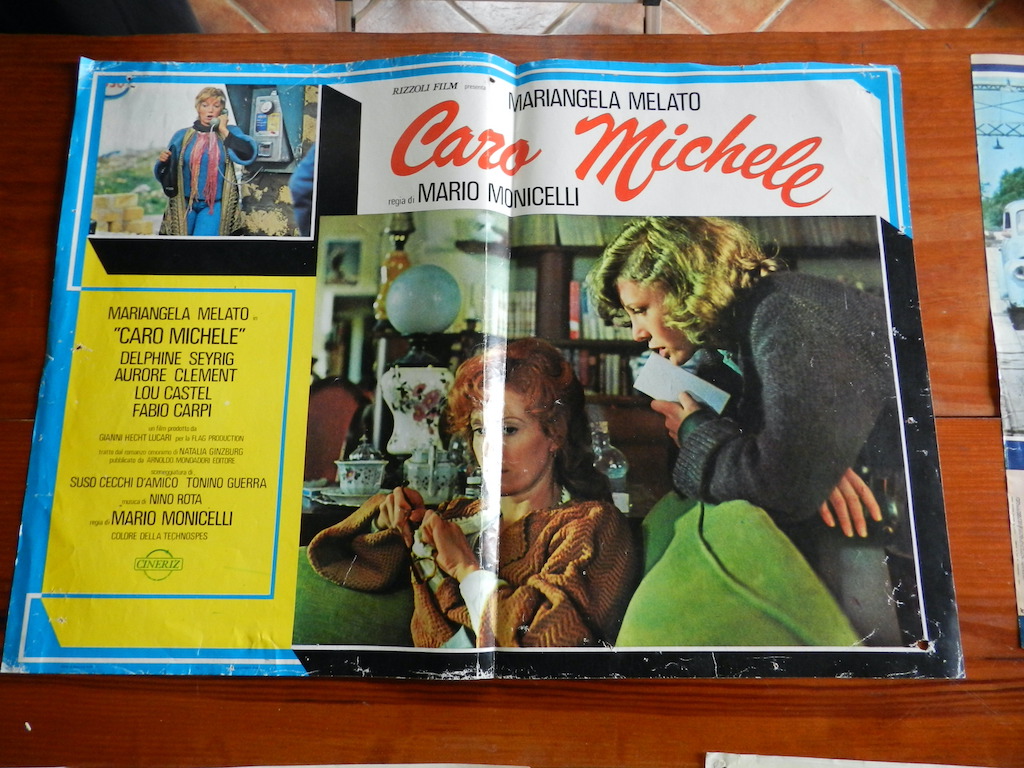 RIZZOLI FILM presenta
MARIANGELA MELATO
Caro Michele
regia di MARIO MONICELLI
MARIANGELA MELATO in
"CARO MICHELE"
DELPHINE SEYRIG
AURORE CLEMENT
LOU CASTEL
FABIO CARPI
un film prodotto da
GIANNI HECHT LUCARI per la FLAG PRODUCTION
tratto dal romanzo omonimo di NATALIA GINZBURG
pubblicato da ARNOLDO MONDADORI EDITORE
sceneggiatura di
SUSO CECCHI D'AMICO TONINO GUERRA
musica di NINO ROTA
regia di MARIO MONICELLI
COLORE DELLA TECHNOSPES
CINERIZ